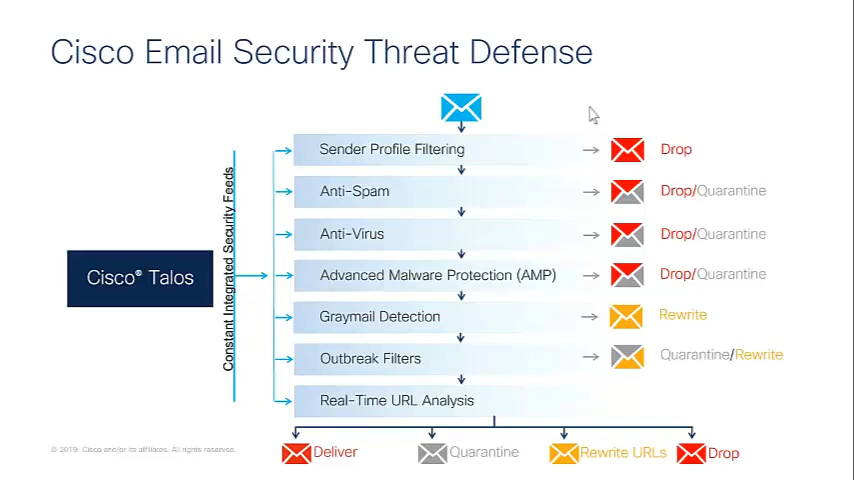 Cisco Email Security Threat Defense
Sender Profile Filtering
Drop
Anti-Spam
Drop/Quarantine
Anti-Virus
Drop/Quarantine
Constant Integrated Security Feeds
Cisco® Talos
Advanced Malware Protection (AMP)
Drop/Quarantine
Graymail Detection
Rewrite
Outbreak Filters
Quarantine/Rewrite
Real-Time URL Analysis
Deliver
Quarantine
Rewrite URLs
Drop
© 2019 Cisco and/or its affiliates. All rights reserved.